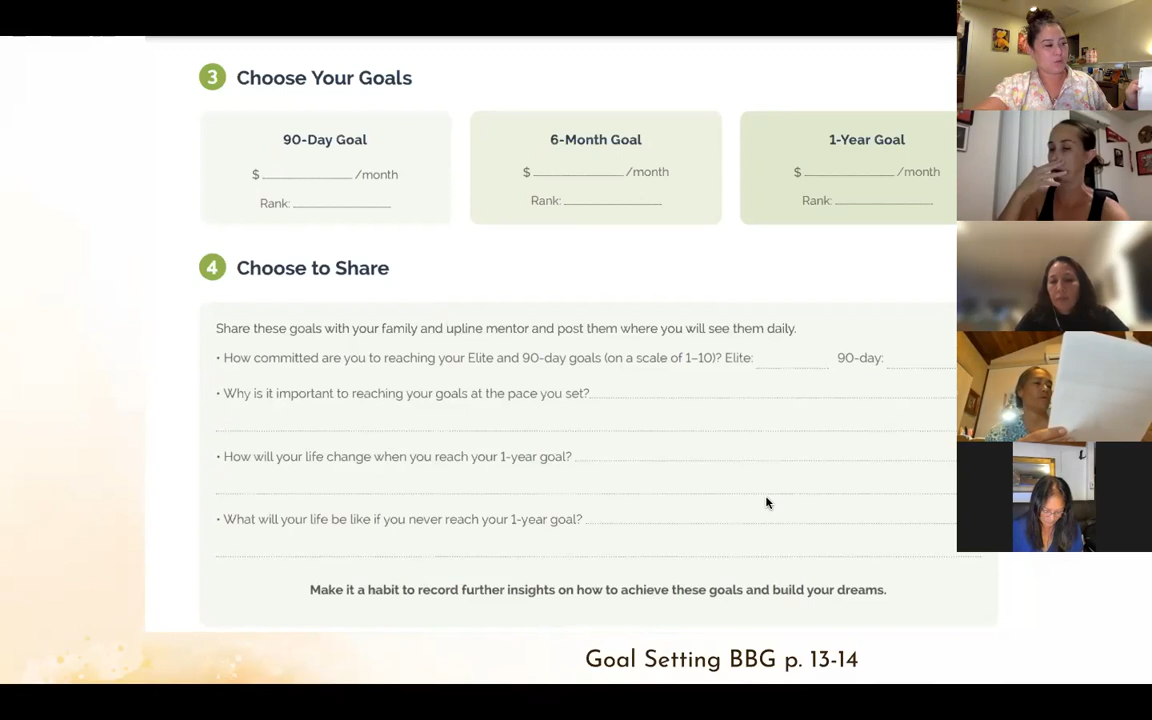 3 Choose Your Goals
90-Day Goal
$ /month
Rank:
6-Month Goal
$ /month
Rank:
1-Year Goal
$ /month
Rank:
4 Choose to Share
Share these goals with your family and upline mentor and post them where you will see them daily.
• How committed are you to reaching your Elite and 90-day goals (on a scale of 1–10)? Elite: 90-day:
• Why is it important to reaching your goals at the pace you set?
• How will your life change when you reach your 1-year goal?
• What will your life be like if you never reach your 1-year goal?
Make it a habit to record further insights on how to achieve these goals and build your dreams.
Goal Setting BBG p. 13-14